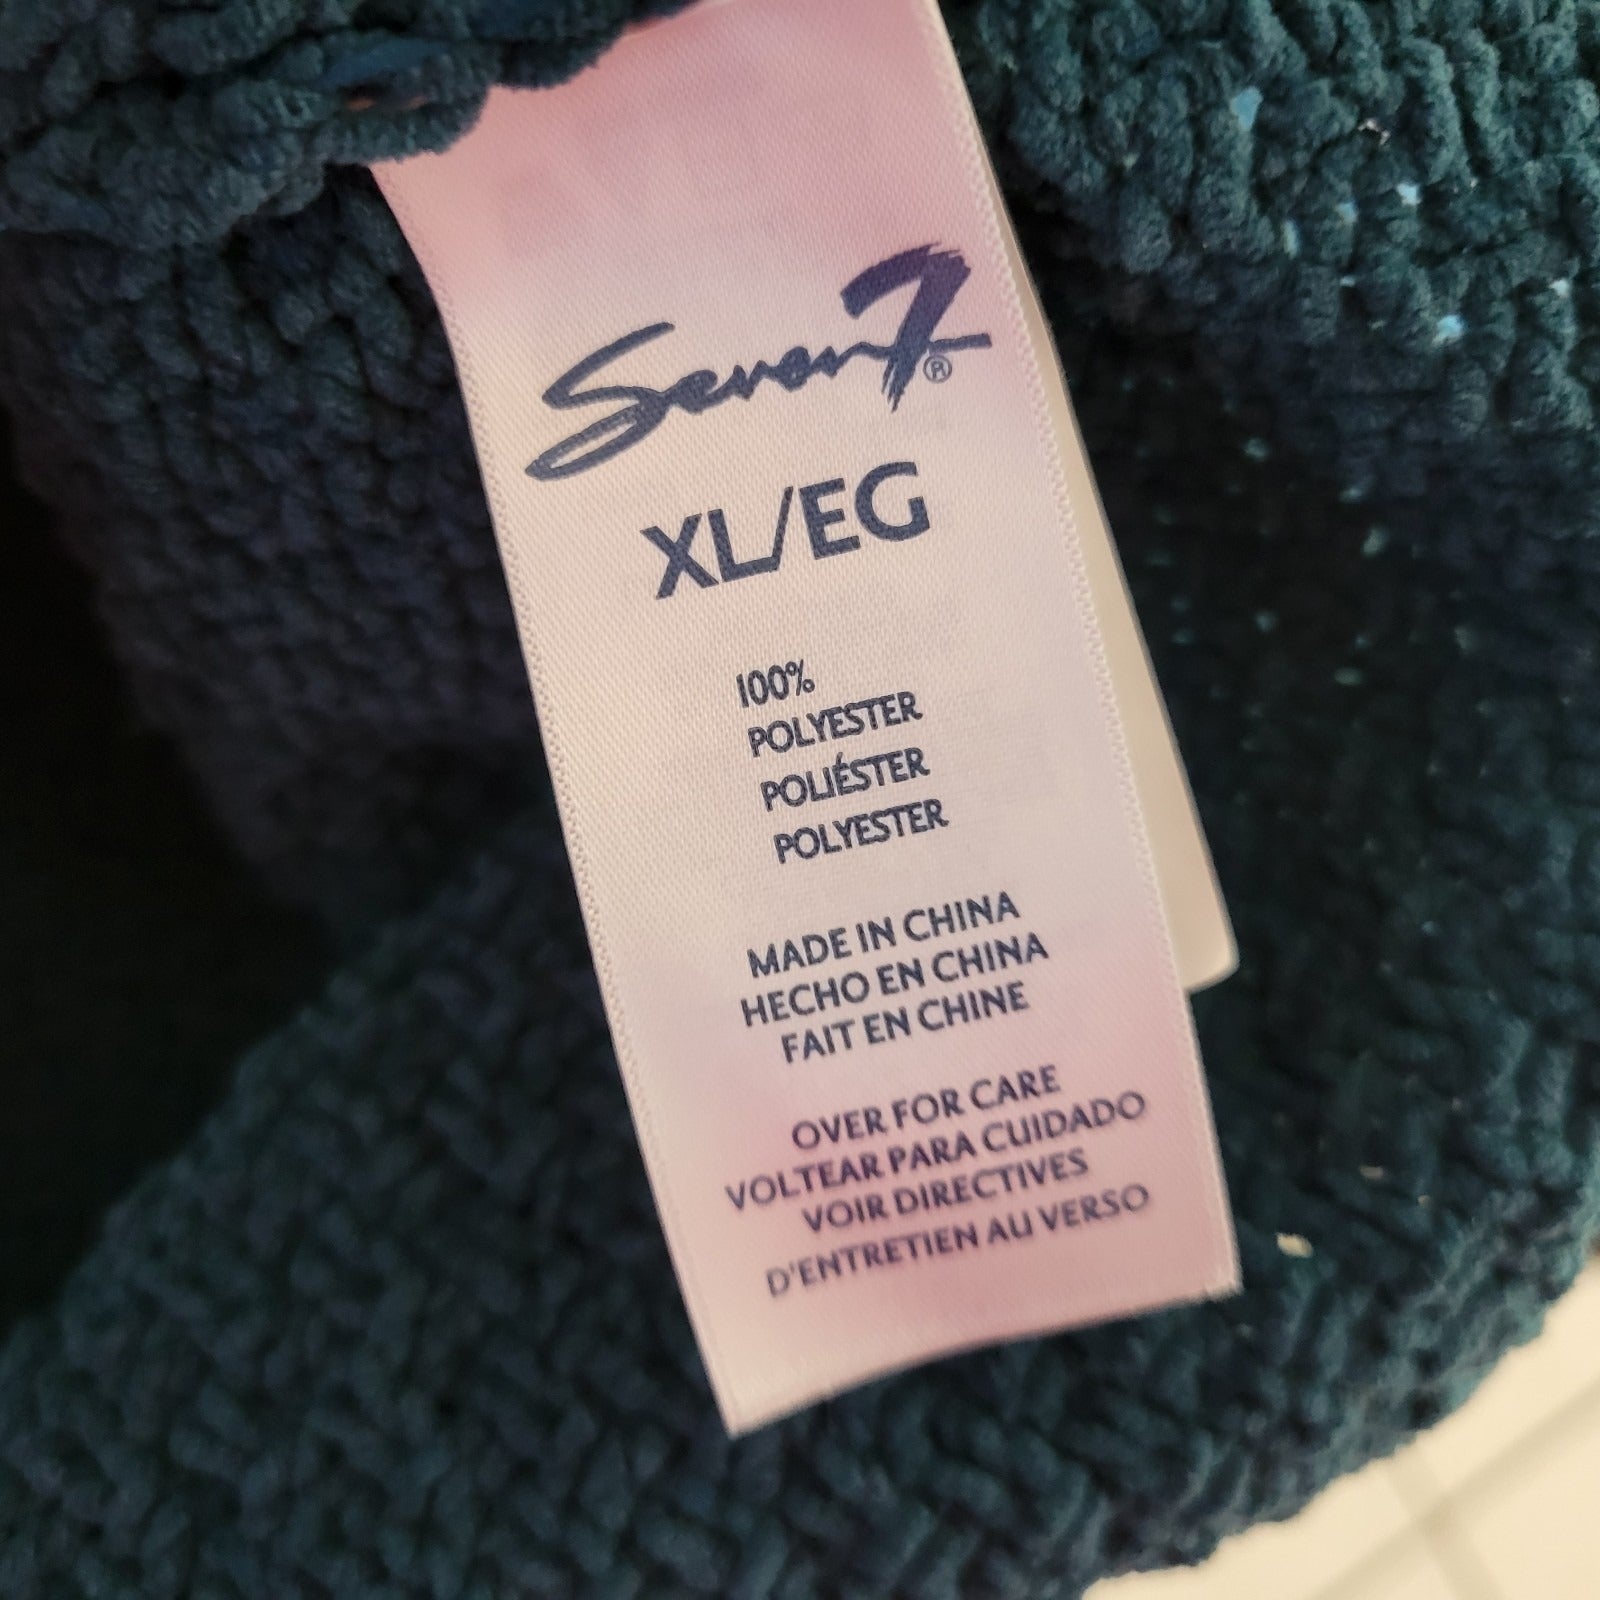 Seven7®
XL/EG
100%
POLYESTER
POLIÉSTER
POLYESTER
MADE IN CHINA
HECHO EN CHINA
FAIT EN CHINE
OVER FOR CARE
VOLTEAR PARA CUIDADO
VOIR DIRECTIVES
D'ENTRETIEN AU VERSO